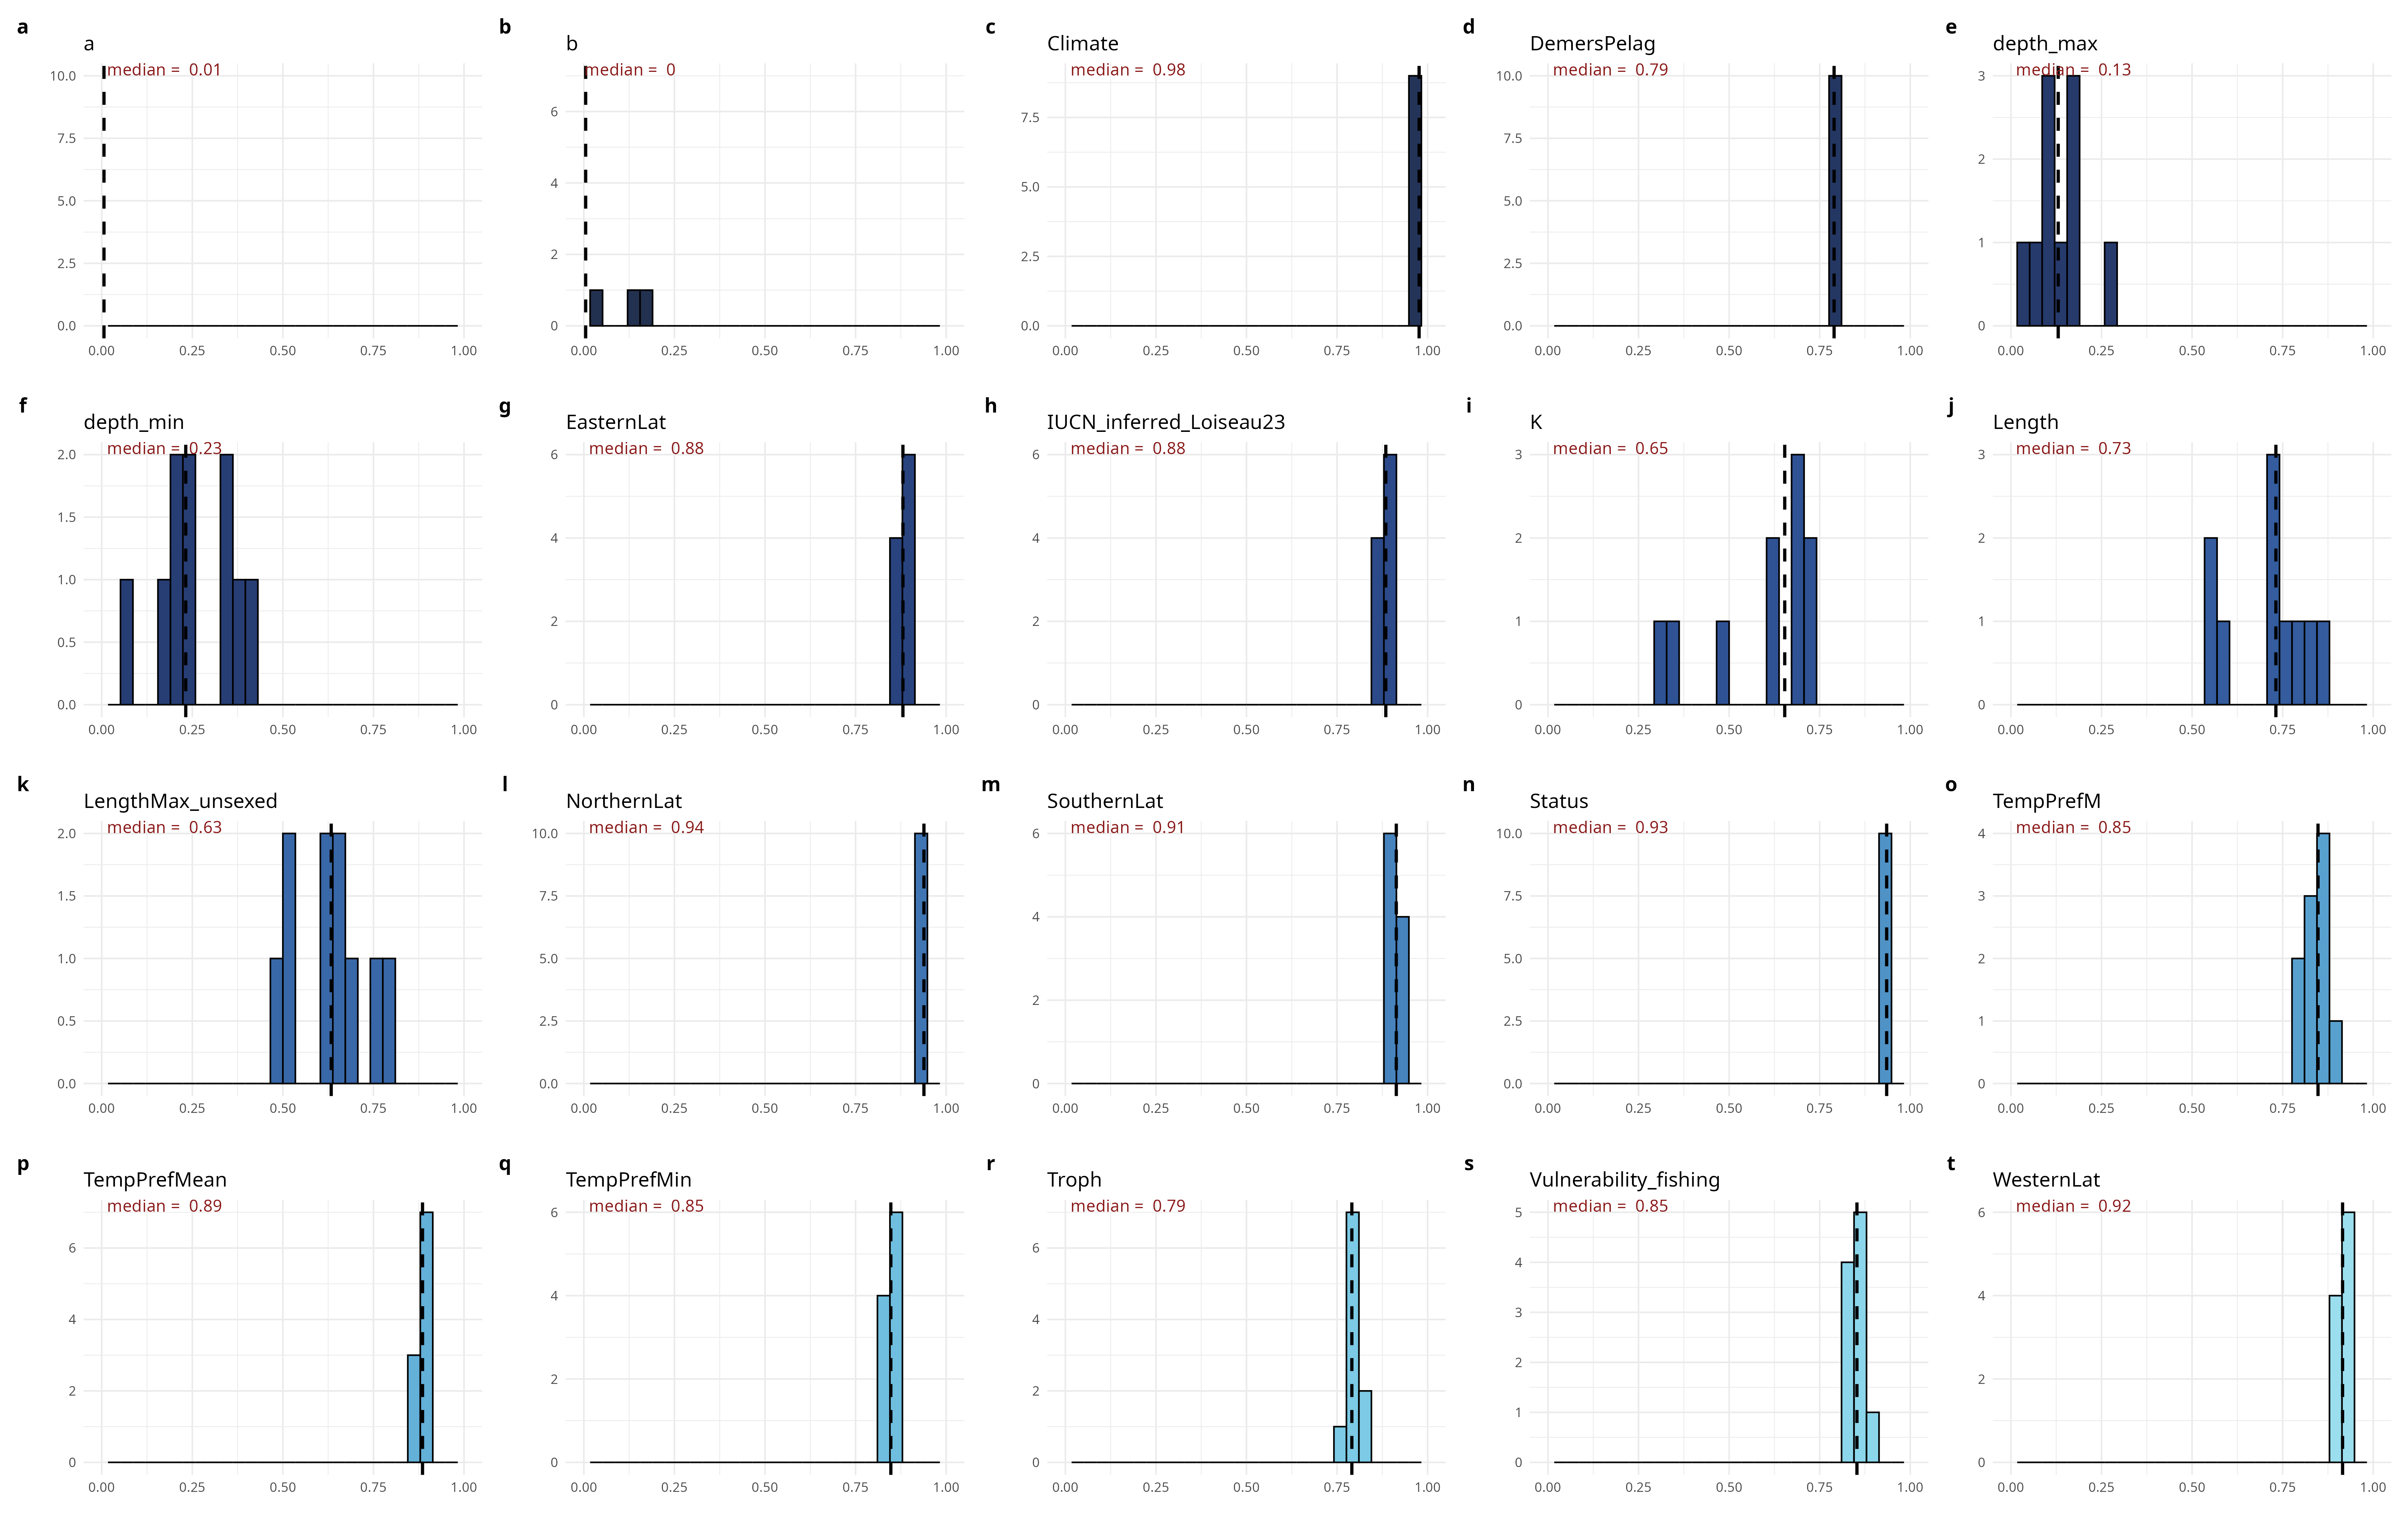 a
a
median = 0.01
10.0
7.5
5.0
2.5
0.0
0.00 0.25 0.50 0.75 1.00
b
b
median = 0
6
4
2
0
0.00 0.25 0.50 0.75 1.00
c
Climate
median = 0.98
7.5
5.0
2.5
0.0
0.00 0.25 0.50 0.75 1.00
d
DemersPelag
median = 0.79
10.0
7.5
5.0
2.5
0.0
0.00 0.25 0.50 0.75 1.00
e
depth_max
median = 0.13
3
2
1
0
0.00 0.25 0.50 0.75 1.00
f
depth_min
median = 0.23
2.0
1.5
1.0
0.5
0.0
0.00 0.25 0.50 0.75 1.00
g
EasternLat
median = 0.88
6
4
2
0
0.00 0.25 0.50 0.75 1.00
h
IUCN_inferred_Loiseau23
median = 0.88
6
4
2
0
0.00 0.25 0.50 0.75 1.00
i
K
median = 0.65
3
2
1
0
0.00 0.25 0.50 0.75 1.00
j
Length
median = 0.73
3
2
1
0
0.00 0.25 0.50 0.75 1.00
k
LengthMax_unsexed
median = 0.63
2.0
1.5
1.0
0.5
0.0
0.00 0.25 0.50 0.75 1.00
l
NorthernLat
median = 0.94
10.0
7.5
5.0
2.5
0.0
0.00 0.25 0.50 0.75 1.00
m
SouthernLat
median = 0.91
6
4
2
0
0.00 0.25 0.50 0.75 1.00
n
Status
median = 0.93
10.0
7.5
5.0
2.5
0.0
0.00 0.25 0.50 0.75 1.00
o
TempPrefM
median = 0.85
4
3
2
1
0
0.00 0.25 0.50 0.75 1.00
p
TempPrefMean
median = 0.89
6
4
2
0
0.00 0.25 0.50 0.75 1.00
q
TempPrefMin
median = 0.85
6
4
2
0
0.00 0.25 0.50 0.75 1.00
r
Troph
median = 0.79
6
4
2
0
0.00 0.25 0.50 0.75 1.00
s
Vulnerability_fishing
median = 0.85
5
4
3
2
1
0
0.00 0.25 0.50 0.75 1.00
t
WesternLat
median = 0.92
6
4
2
0
0.00 0.25 0.50 0.75 1.00